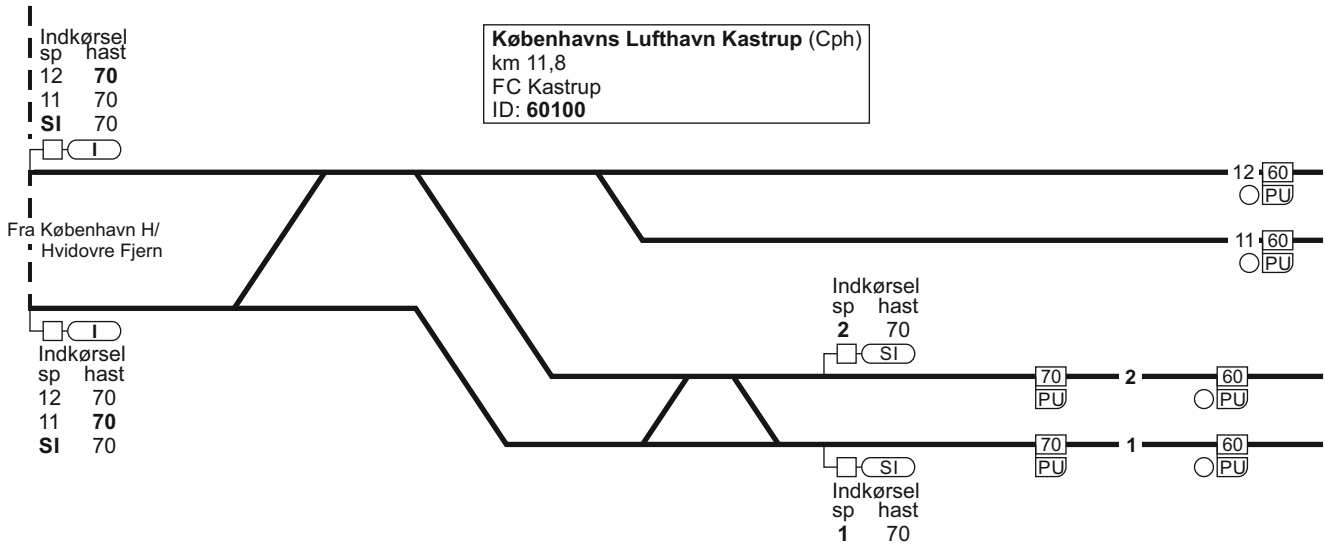 Indkørsel
sp hast
12 70
11 70
SI 70
I
Københavns Lufthavn Kastrup (Cph)
km 11,8
FC Kastrup
ID: 60100
12 60
PU
Fra København H/
Hvidovre Fjern
11 60
PU
I
Indkørsel
sp hast
12 70
11 70
SI 70
Indkørsel
sp hast
2 70
SI
70 2 60
PU PU
70 1 60
PU PU
SI
Indkørsel
sp hast
1 70